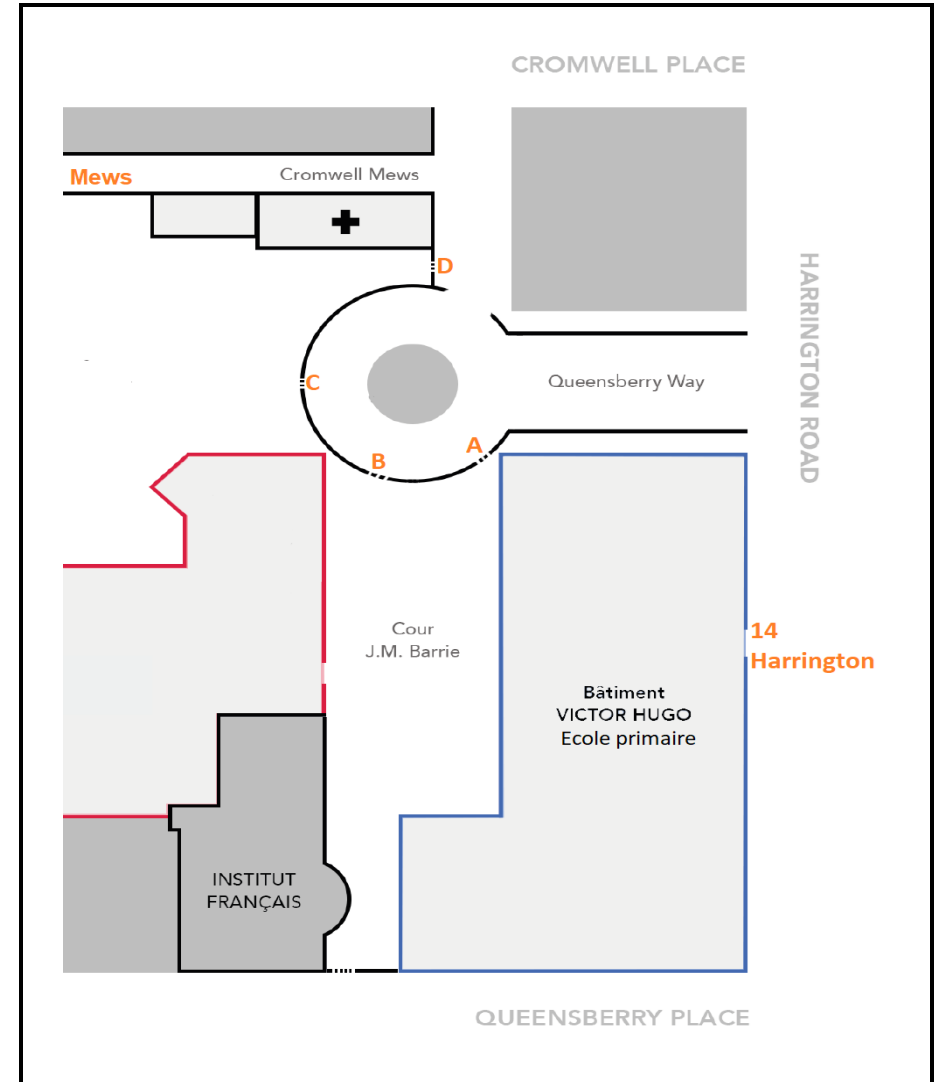 CROMWELL PLACE
Mews
Cromwell Mews
D
HARRINGTON ROAD
C
Queensberry Way
A
B
Cour
J.M. Barrie
14
Harrington
Bâtiment
VICTOR HUGO
Ecole primaire
INSTITUT
FRANÇAIS
QUEENSBERRY PLACE